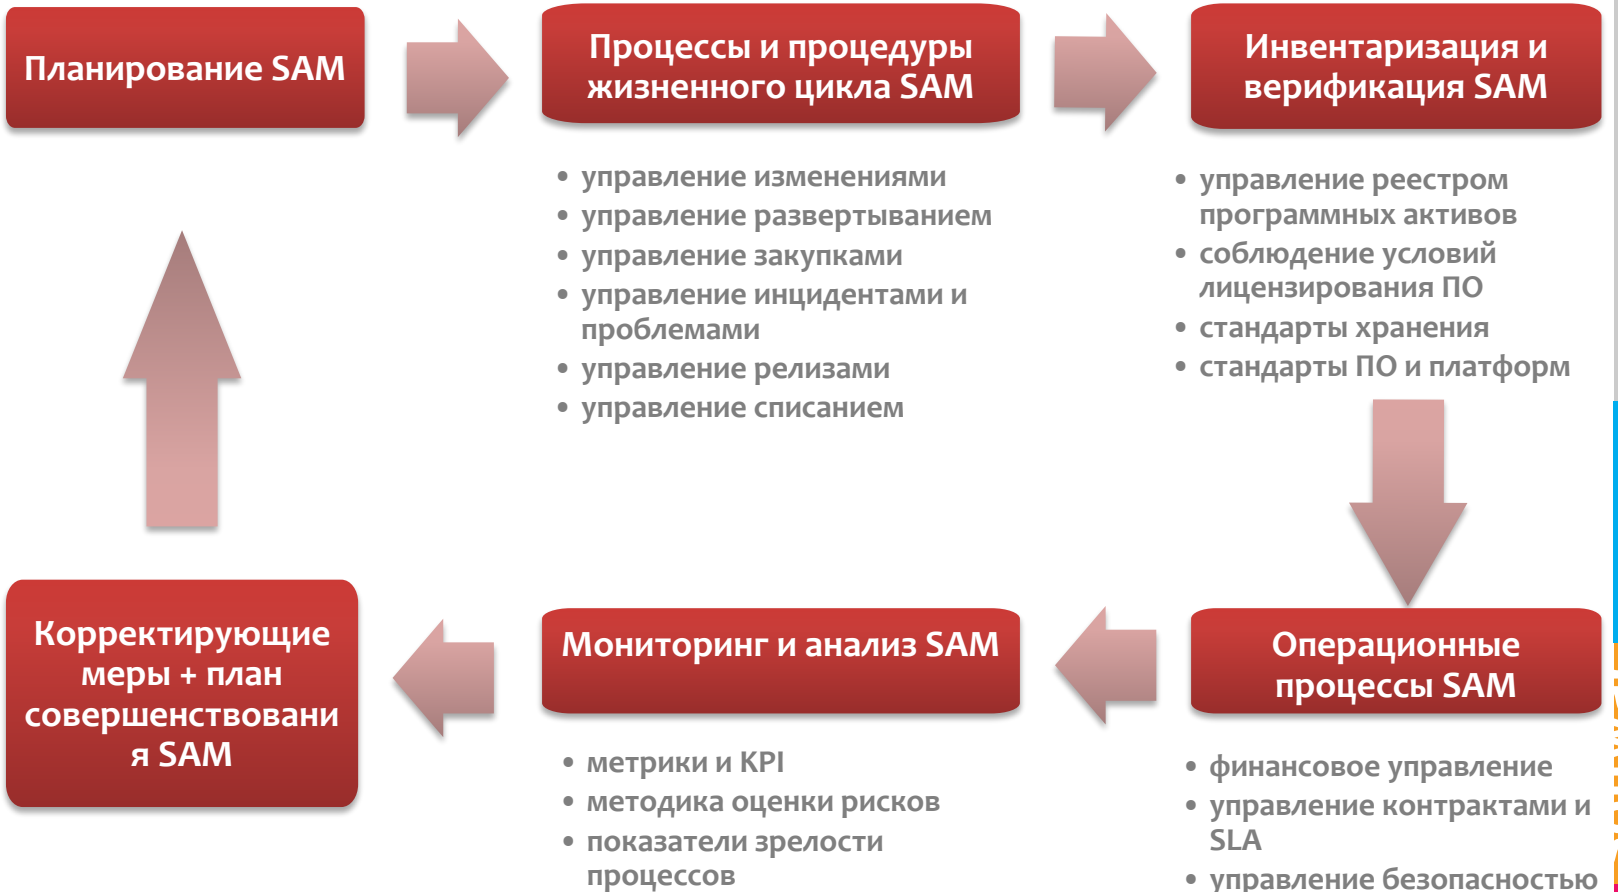 Планирование SAM
Процессы и процедуры
жизненного цикла SAM
• управление изменениями
• управление развертыванием
• управление закупками
• управление инцидентами и
проблемами
• управление релизами
• управление списанием
Инвентаризация и
верификация SAM
• управление реестром
программных активов
• соблюдение условий
лицензирования ПО
• стандарты хранения
• стандарты ПО и платформ
Операционные
процессы SAM
• финансовое управление
• управление контрактами и
SLA
• управление безопасностью
Мониторинг и анализ SAM
• метрики и KPI
• методика оценки рисков
• показатели зрелости
процессов
Корректирующие
меры + план
совершенствовани
я SAM